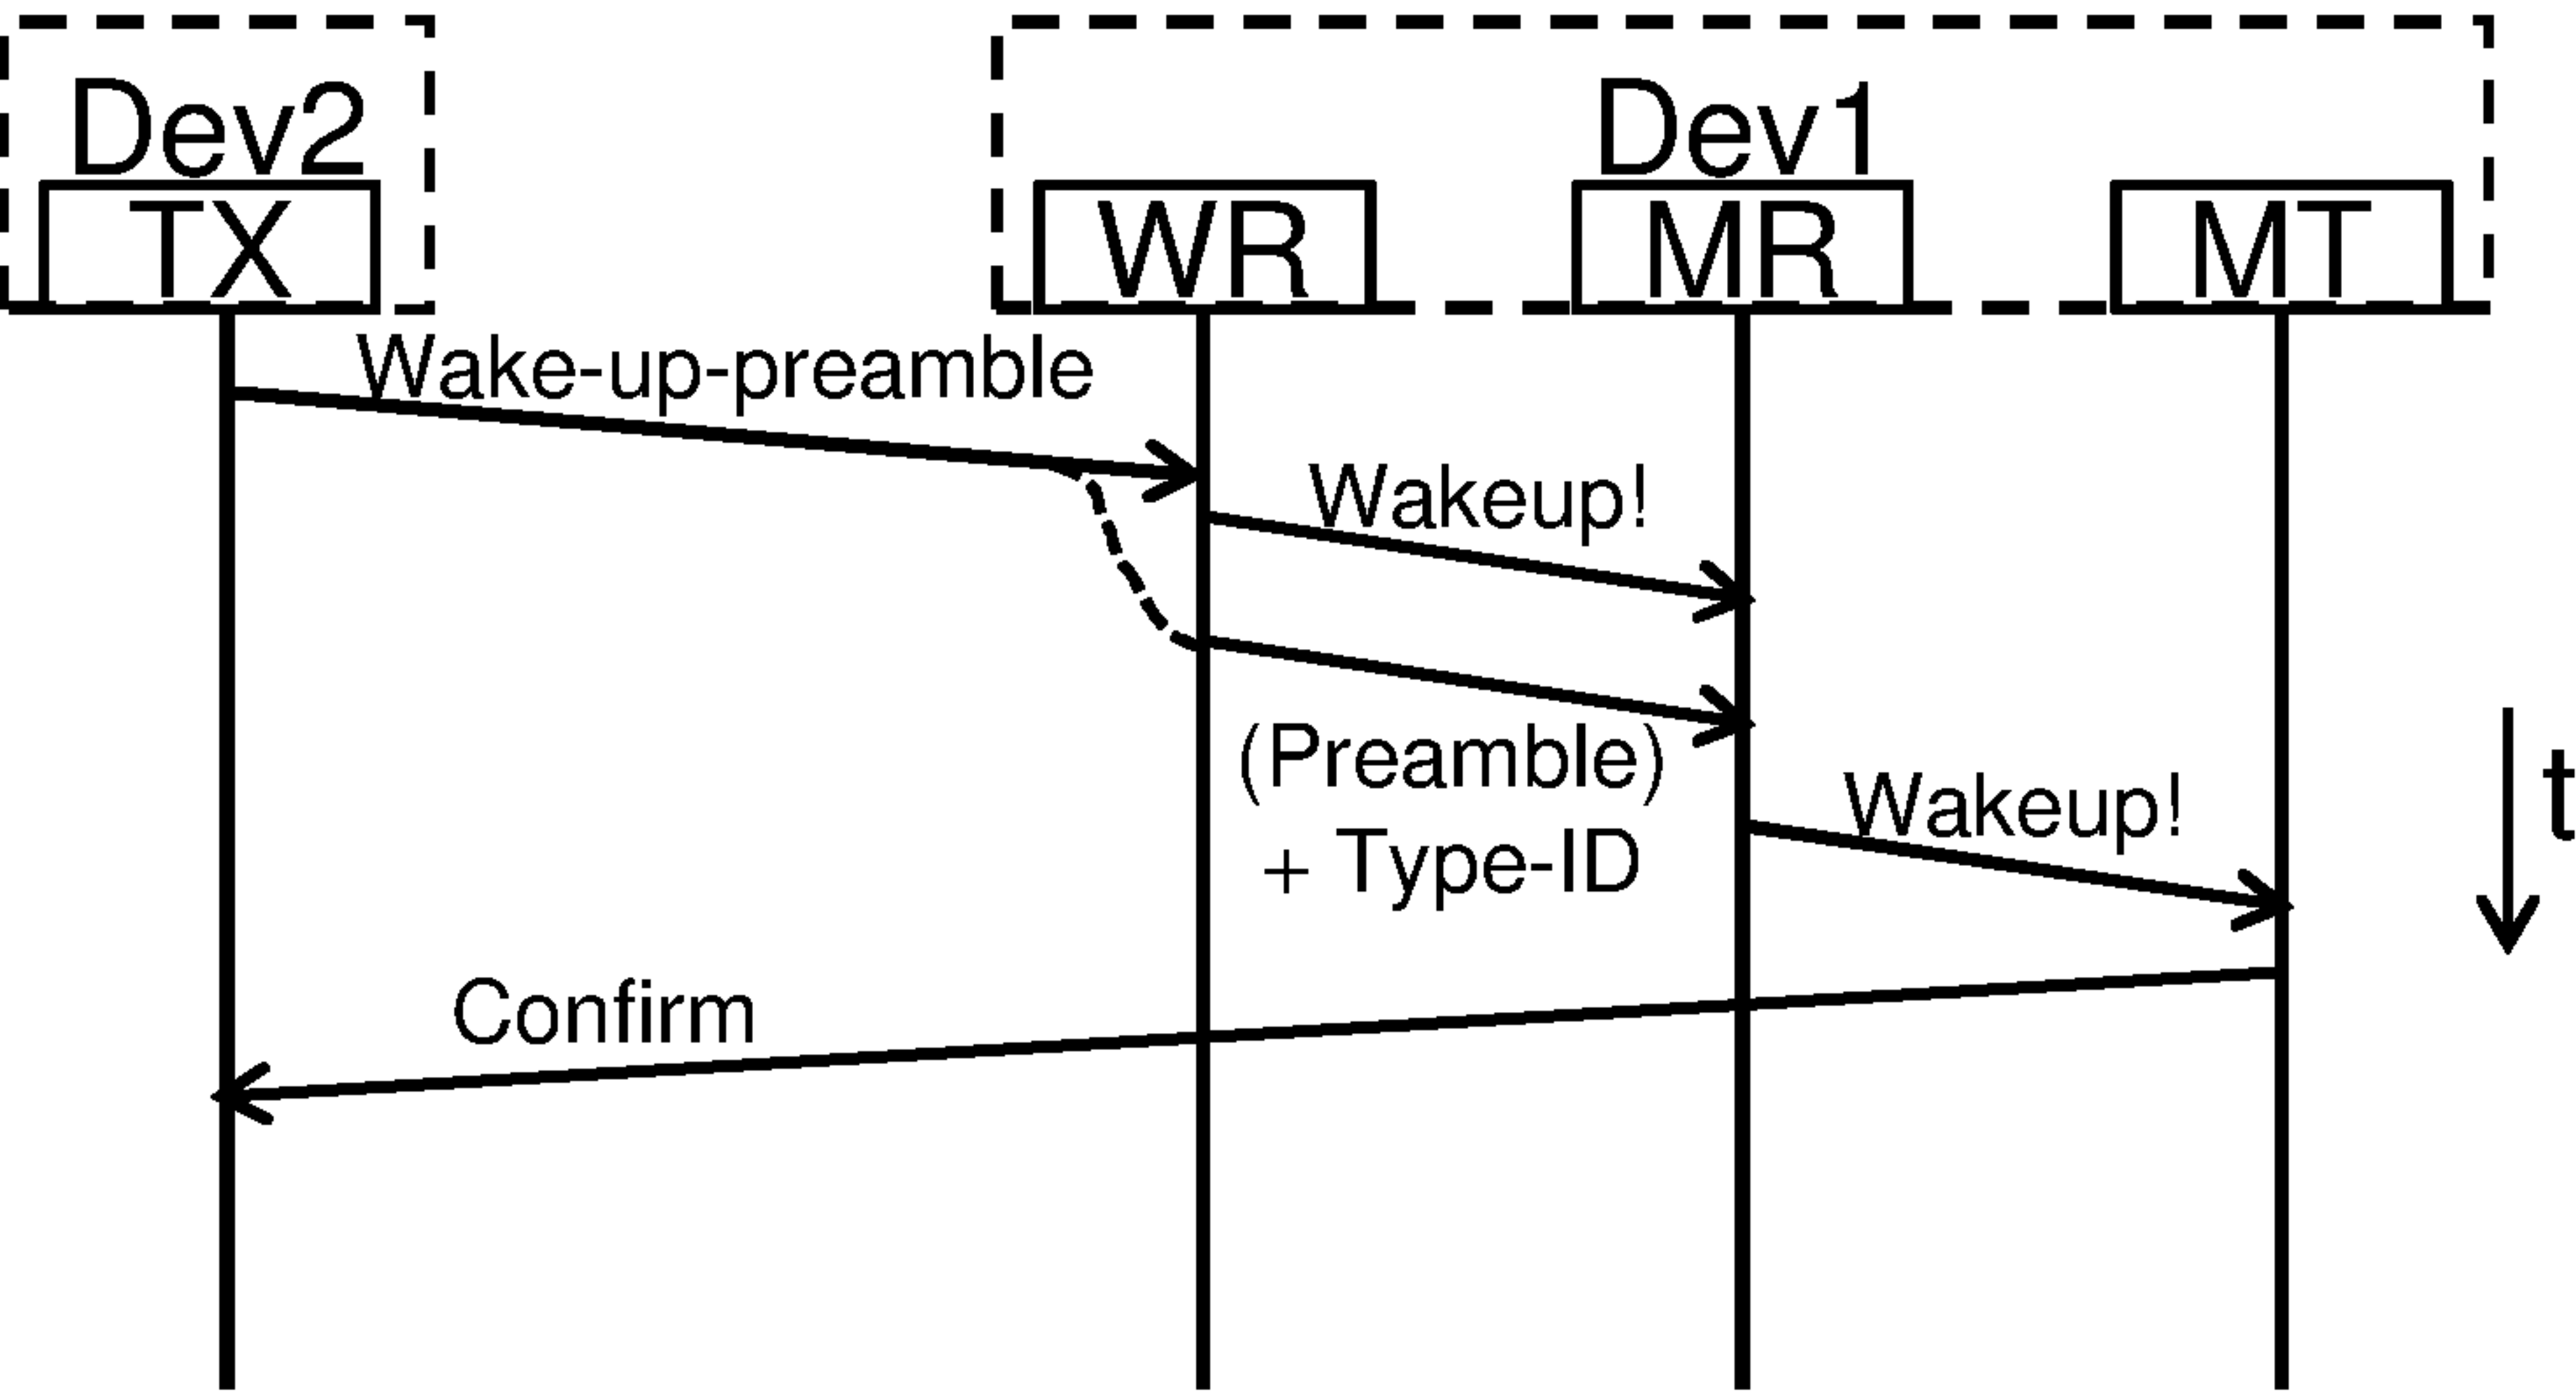 Dev2
Dev1
TX
WR
MR
MT
Wake-up-preamble
Wakeup!
(Preamble)
+ Type-ID
Wakeup!
t
Confirm